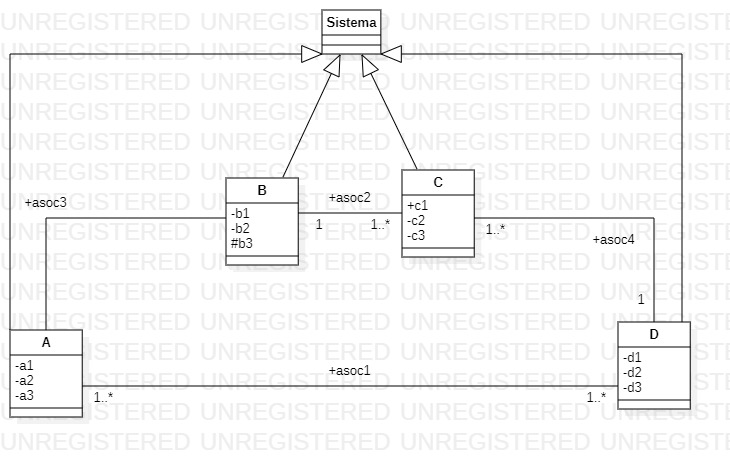 UNREGISTERED UNREGISTERED UNREGISTERED UNREGISTERED
Sistema
B
-b1
-b2
#b3
C
+c1
-c2
-c3
+asoc2
1
1..*
+asoc3
1..*
+asoc4
1
A
-a1
-a2
-a3
D
-d1
-d2
-d3
+asoc1
1..*
1..*